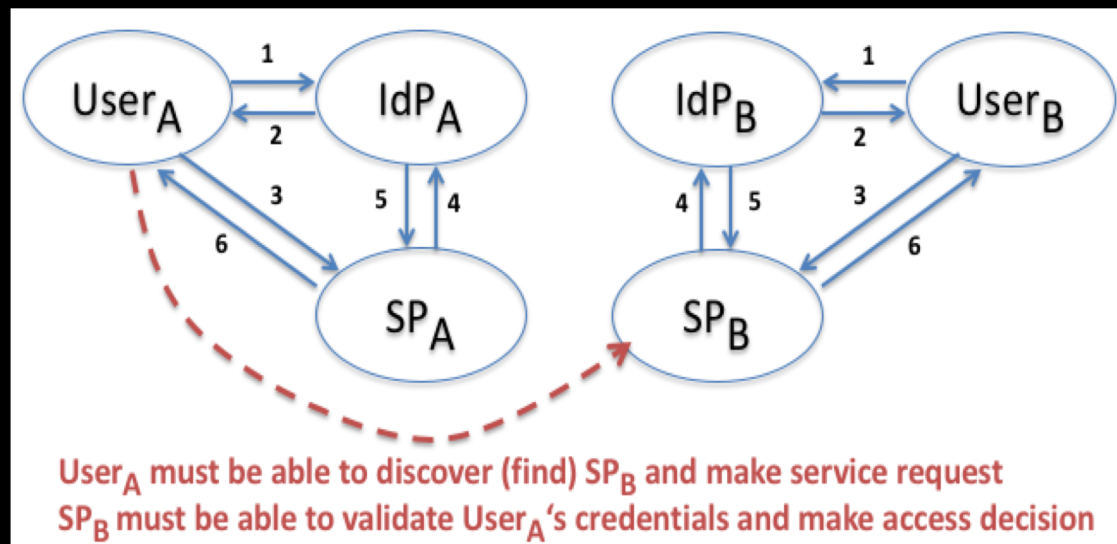 UserA
1
2
IdPA
IdPB
1
2
UserB
3
6
5
4
4
5
3
6
SPA
SPB
UserA must be able to discover (find) SPB and make service request
SPB must be able to validate UserA‘s credentials and make access decision